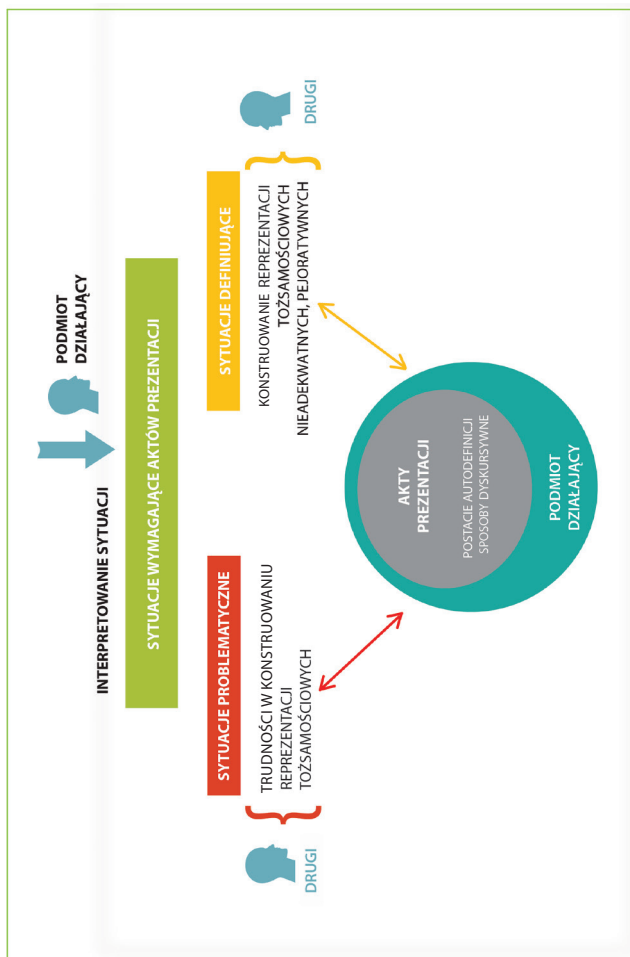 PODMIOT
DZIAŁAJĄCY
INTERPRETOWANIE SYTUACJI
SYTUACJE WYMAGAJĄCE AKTÓW PREZENTACJI
SYTUACJE PROBLEMATYCZNE
TRUDNOŚCI W KONSTRUOWANIU
REPREZENTACJI
TOŻSAMOŚCIOWYCH
DRUGI
SYTUACJE DEFINIUJĄCE
KONSTRUOWANIE REPREZENTACJI
TOŻSAMOŚCIOWYCH
NIEADEKWATNYCH, PEJORATYWNYCH
DRUGI
AKTY
PREZENTACJI
POSTACIE AUTODEFINICJI
SPOSOBY DYSKURSYWNE
PODMIOT
DZIAŁAJĄCY